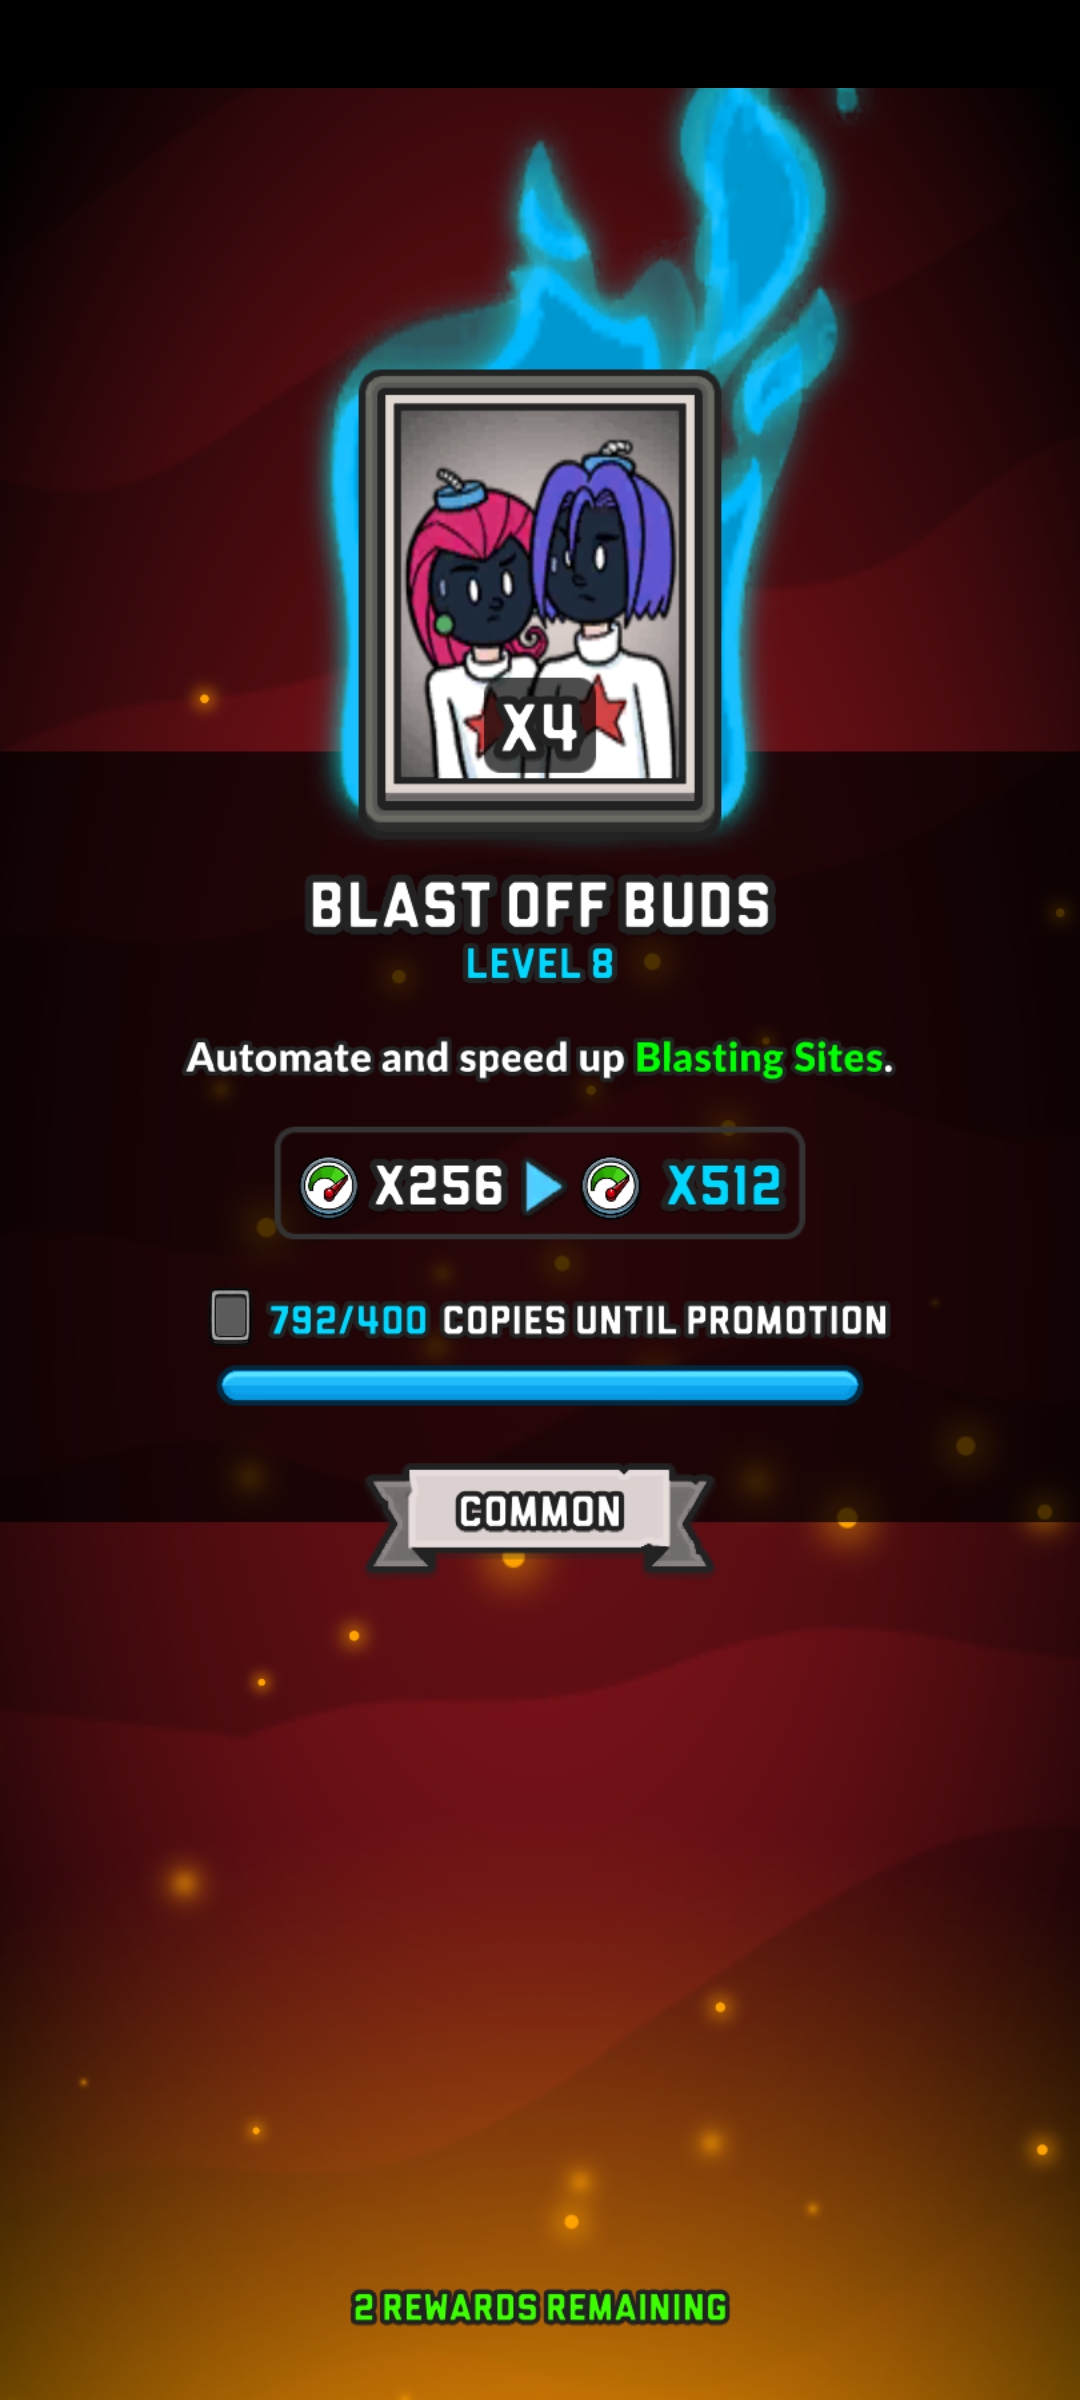 X4
BLAST OFF BUDS
LEVEL 8
Automate and speed up Blasting Sites.
X256 X512
792/400 COPIES UNTIL PROMOTION
COMMON
2 REWARDS REMAINING